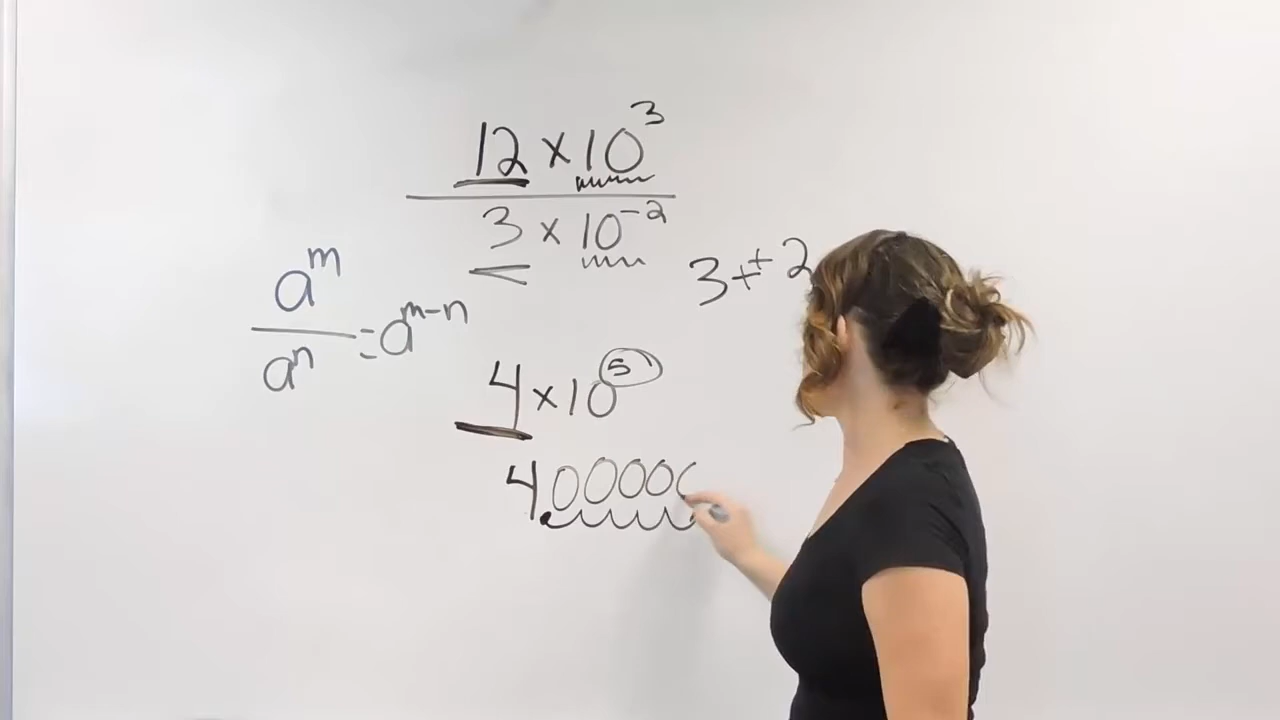 12 × 10³
3 × 10⁻²
3 + + 2
aᵐ
aⁿ
= aᵐ⁻ⁿ
4 × 10⁵
4.00000